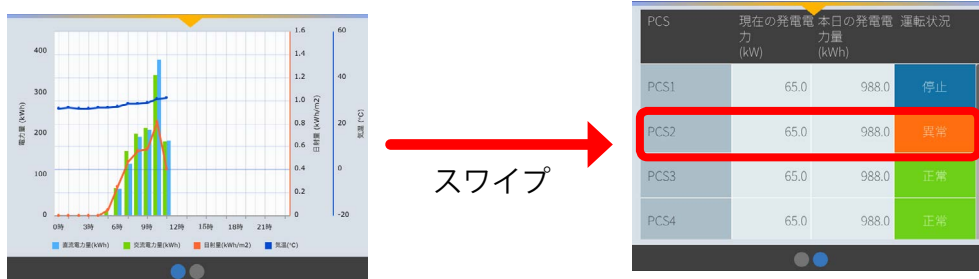 電力量 (kWh)
400
300
200
100
0
0時 3時 6時 9時 12時 15時 18時 21時
1.6
1.4
1.2
1.0
0.8
0.6
0.4
0.2
0
日射量 (kWh/m2)
60
40
20
0
-20
気温 (℃)
直流電力量(kWh) 交流電力量(kWh) 日射量(kWh/m2) 気温(℃)
スワイプ
PCS 現在の発電電 本日の発電電 運転状況
力 力量
(kW) (kWh)
PCS1 65.0 988.0 停止
PCS2 65.0 988.0 異常
PCS3 65.0 988.0 正常
PCS4 65.0 988.0 正常